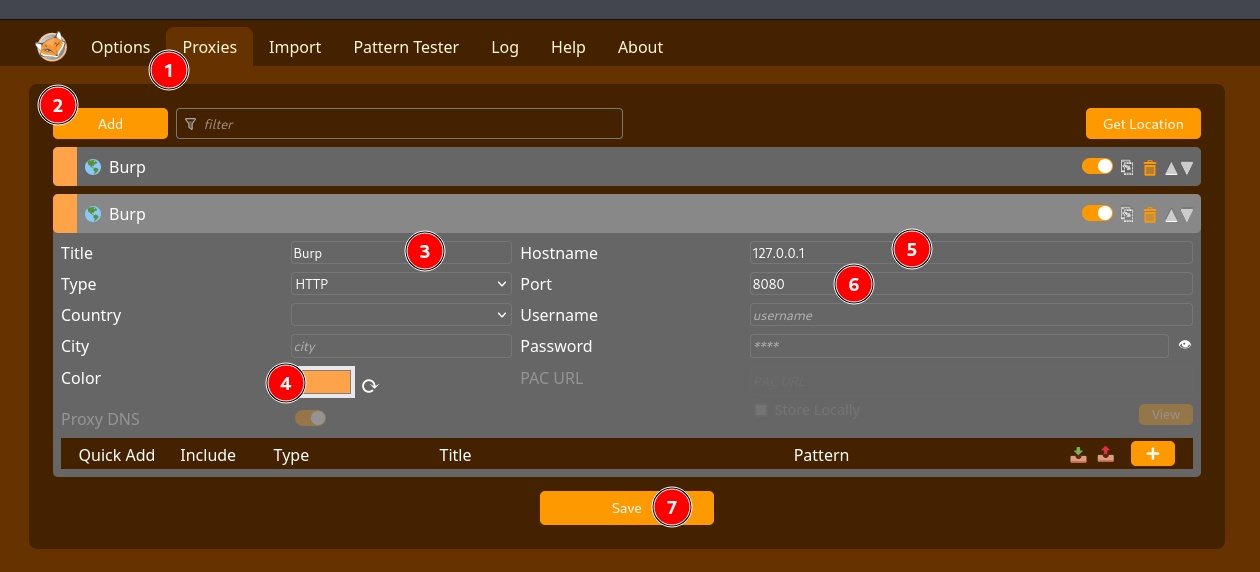 Options Proxies Import Pattern Tester Log Help About
1
2
Add filter Get Location
Burp
Burp
Title Burp 3 Hostname 127.0.0.1 5
Type HTTP Port 8080 6
Country Username username
City city Password ****
Color 4 PAC URL PAC URL
Store Locally View
Proxy DNS
Quick Add Include Type Title Pattern +
Save 7